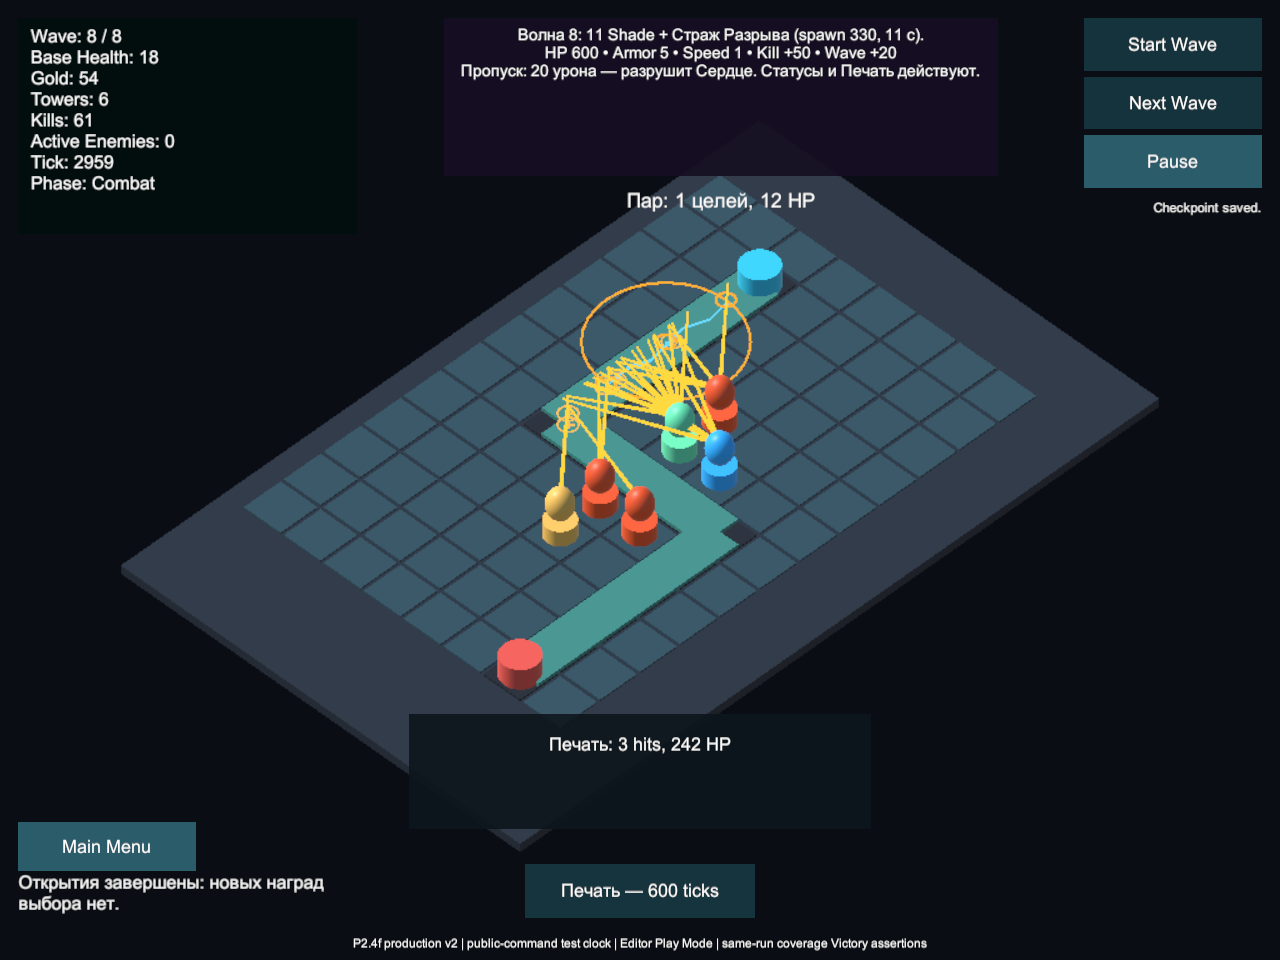 Wave: 8 / 8
Base Health: 18
Gold: 54
Towers: 6
Kills: 61
Active Enemies: 0
Tick: 2959
Phase: Combat
Волна 8: 11 Shade + Страж Разрыва (spawn 330, 11 с).
HP 600 • Armor 5 • Speed 1 • Kill +50 • Wave +20
Пропуск: 20 урона — разрушит Сердце. Статусы и Печать действуют.
Start Wave
Next Wave
Pause
Checkpoint saved.
Пар: 1 целей, 12 HP
Печать: 3 hits, 242 HP
Main Menu
Открытия завершены: новых наград
выбора нет.
Печать — 600 ticks
P2.4f production v2 | public-command test clock | Editor Play Mode | same-run coverage Victory assertions